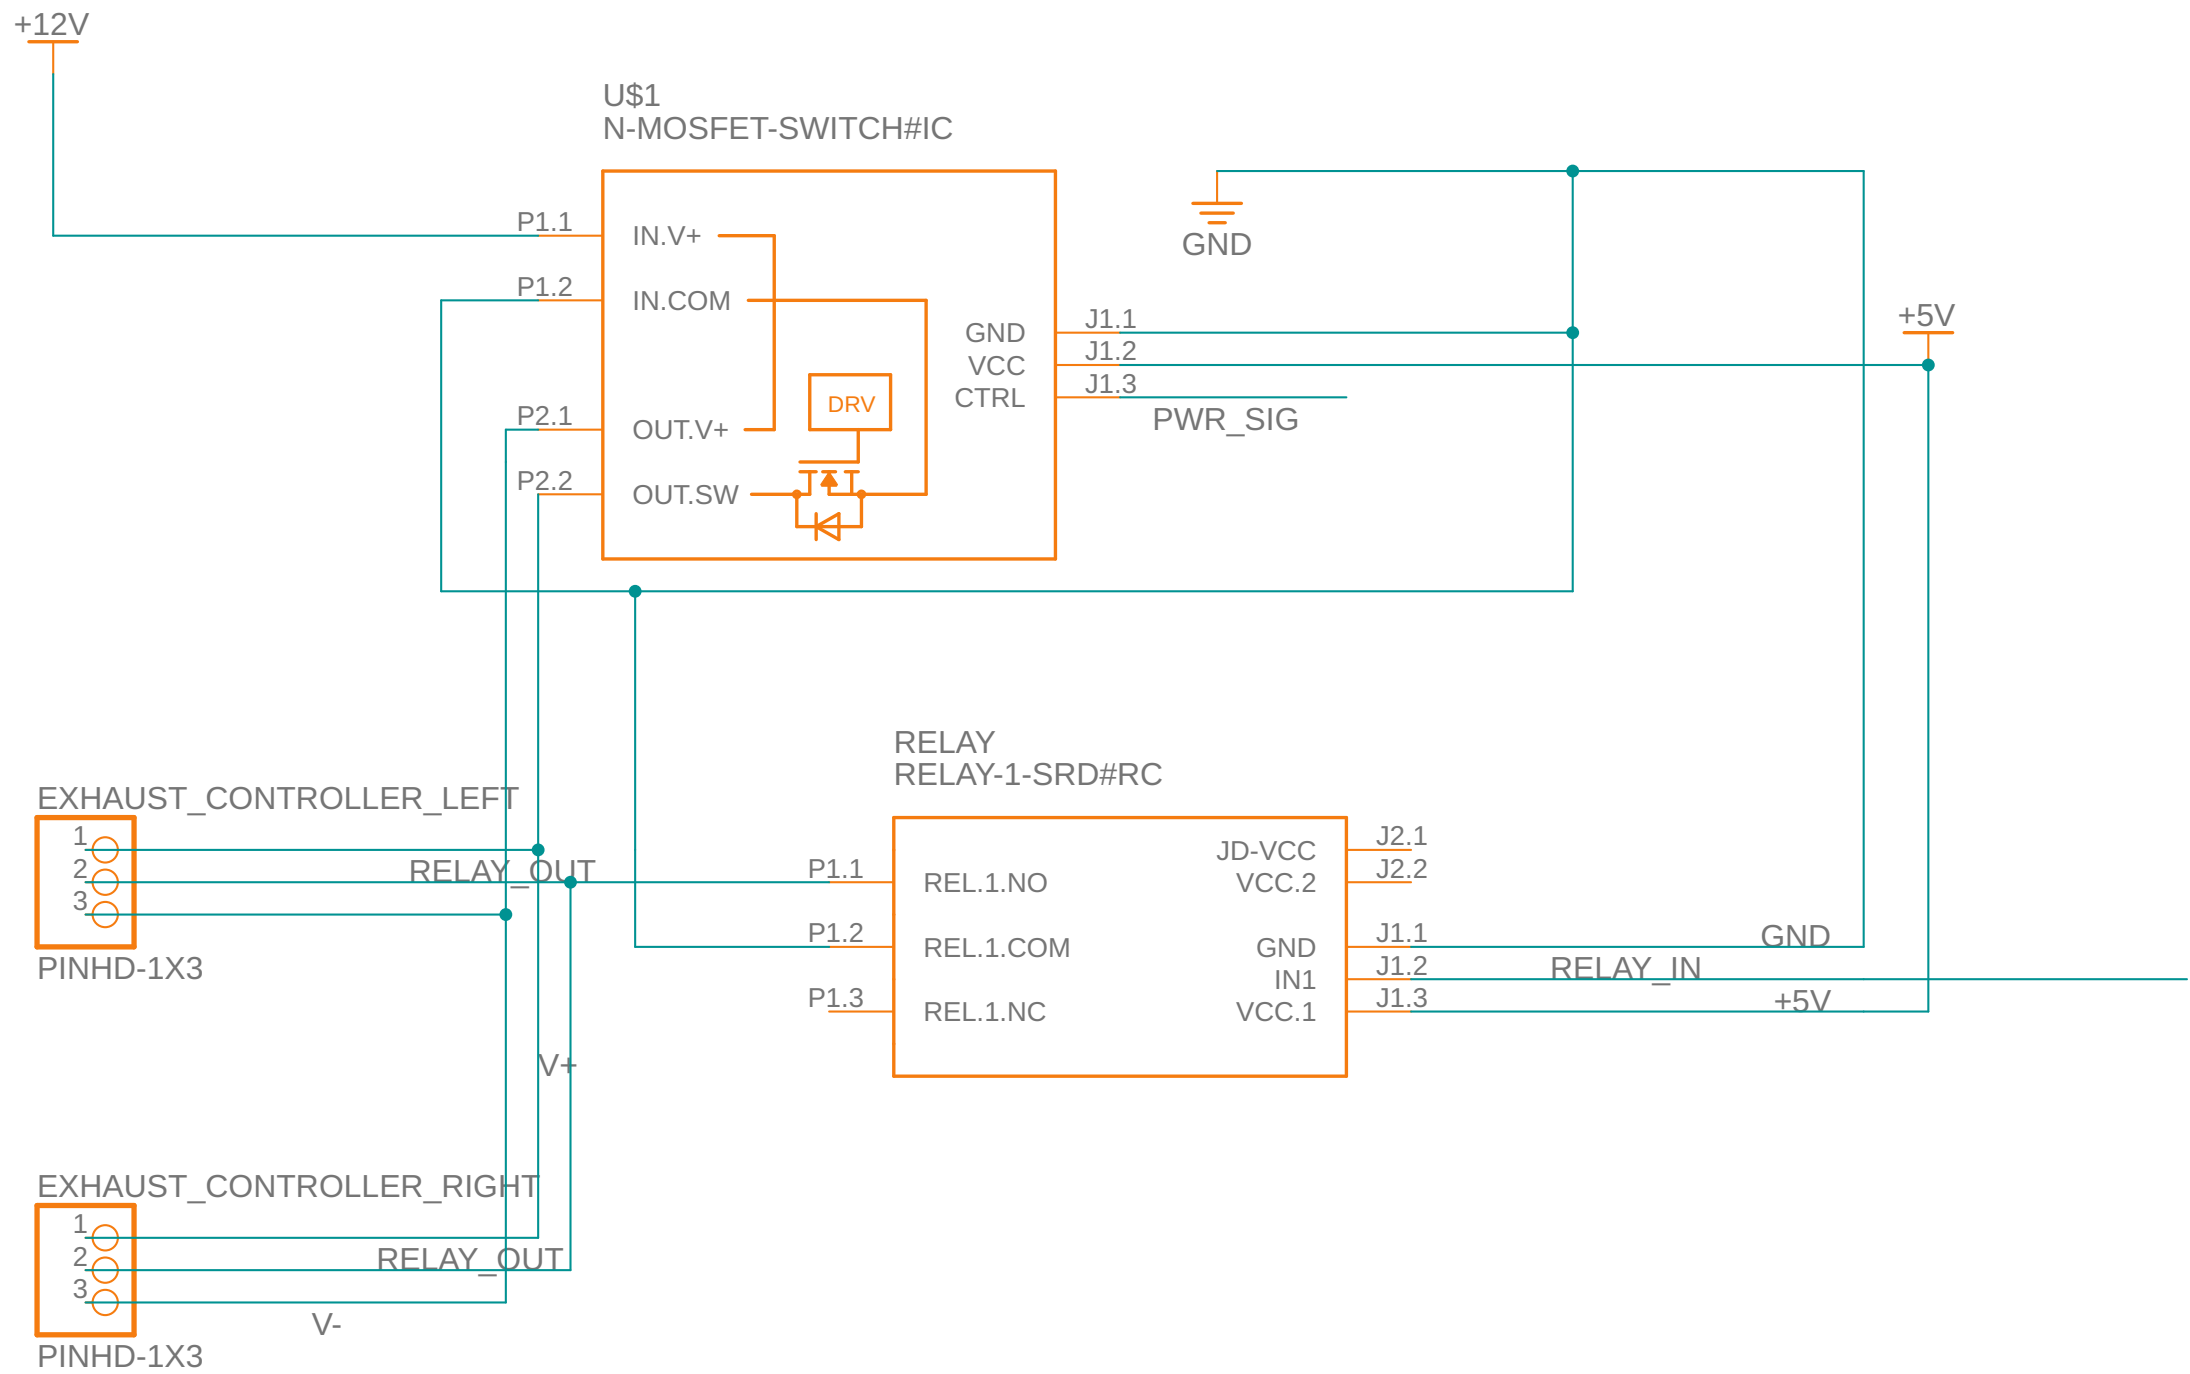 +12V
U$1
N-MOSFET-SWITCH#IC
P1.1
IN.V+
P1.2
IN.COM
P2.1
OUT.V+
P2.2
OUT.SW
DRV
GND
VCC
CTRL
J1.1
J1.2
J1.3
PWR_SIG
GND
+5V
RELAY
RELAY-1-SRD#RC
EXHAUST_CONTROLLER_LEFT
1
2
3
PINHD-1X3
RELAY_OUT
P1.1
REL.1.NO
P1.2
REL.1.COM
P1.3
REL.1.NC
JD-VCC
VCC.2
GND
IN1
VCC.1
J2.1
J2.2
J1.1
J1.2
J1.3
GND
RELAY_IN
+5V
V+
EXHAUST_CONTROLLER_RIGHT
1
2
3
RELAY_OUT
V-
PINHD-1X3